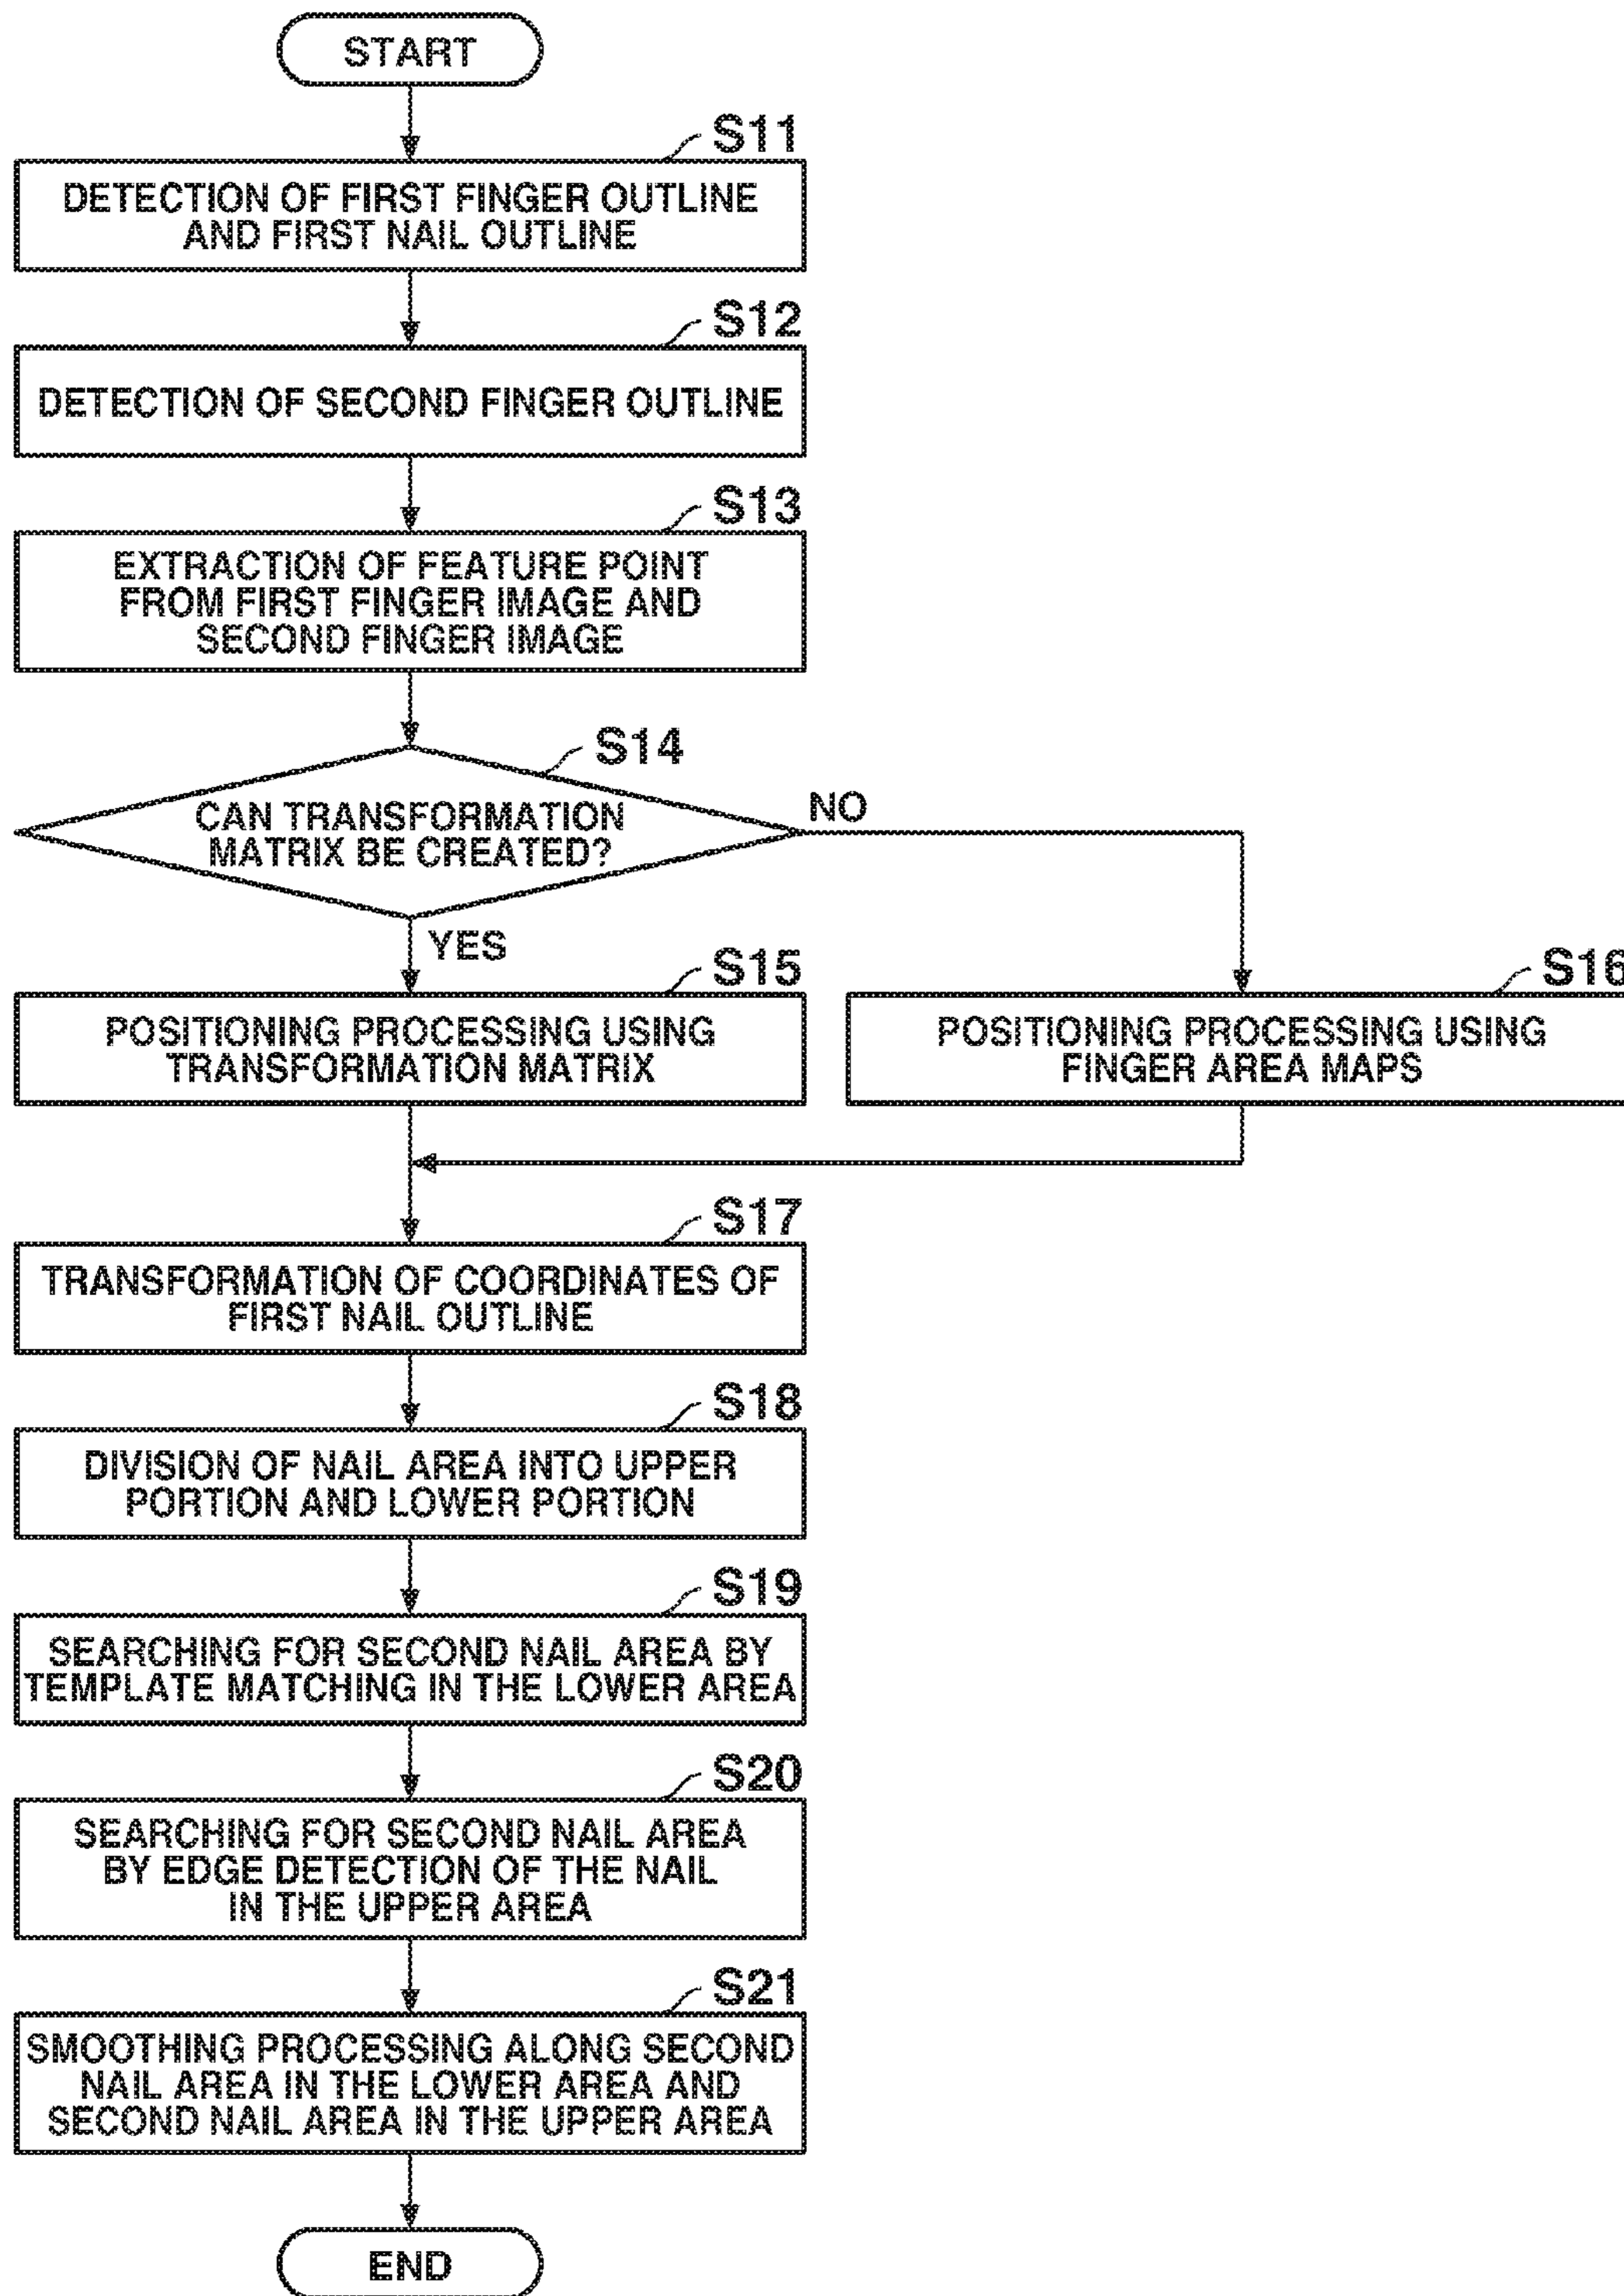 START
S11
DETECTION OF FIRST FINGER OUTLINE
AND FIRST NAIL OUTLINE
S12
DETECTION OF SECOND FINGER OUTLINE
S13
EXTRACTION OF FEATURE POINT
FROM FIRST FINGER IMAGE AND
SECOND FINGER IMAGE
S14
CAN TRANSFORMATION
MATRIX BE CREATED?
NO
YES
S15
POSITIONING PROCESSING USING
TRANSFORMATION MATRIX
S16
POSITIONING PROCESSING USING
FINGER AREA MAPS
S17
TRANSFORMATION OF COORDINATES OF
FIRST NAIL OUTLINE
S18
DIVISION OF NAIL AREA INTO UPPER
PORTION AND LOWER PORTION
S19
SEARCHING FOR SECOND NAIL AREA BY
TEMPLATE MATCHING IN THE LOWER AREA
S20
SEARCHING FOR SECOND NAIL AREA
BY EDGE DETECTION OF THE NAIL
IN THE UPPER AREA
S21
SMOOTHING PROCESSING ALONG SECOND
NAIL AREA IN THE LOWER AREA AND
SECOND NAIL AREA IN THE UPPER AREA
END